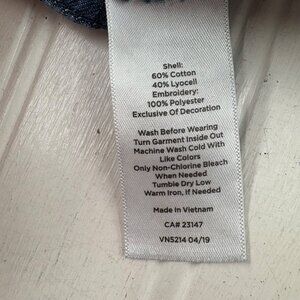 Shell:
60% Cotton
40% Lyocell
Embroidery:
100% Polyester
Exclusive Of Decoration
Wash Before Wearing
Turn Garment Inside Out
Machine Wash Cold With
Like Colors
Only Non-Chlorine Bleach
When Needed
Tumble Dry Low
Warm Iron, if Needed
Made In Vietnam
CA# 23147
VN5214 04/19